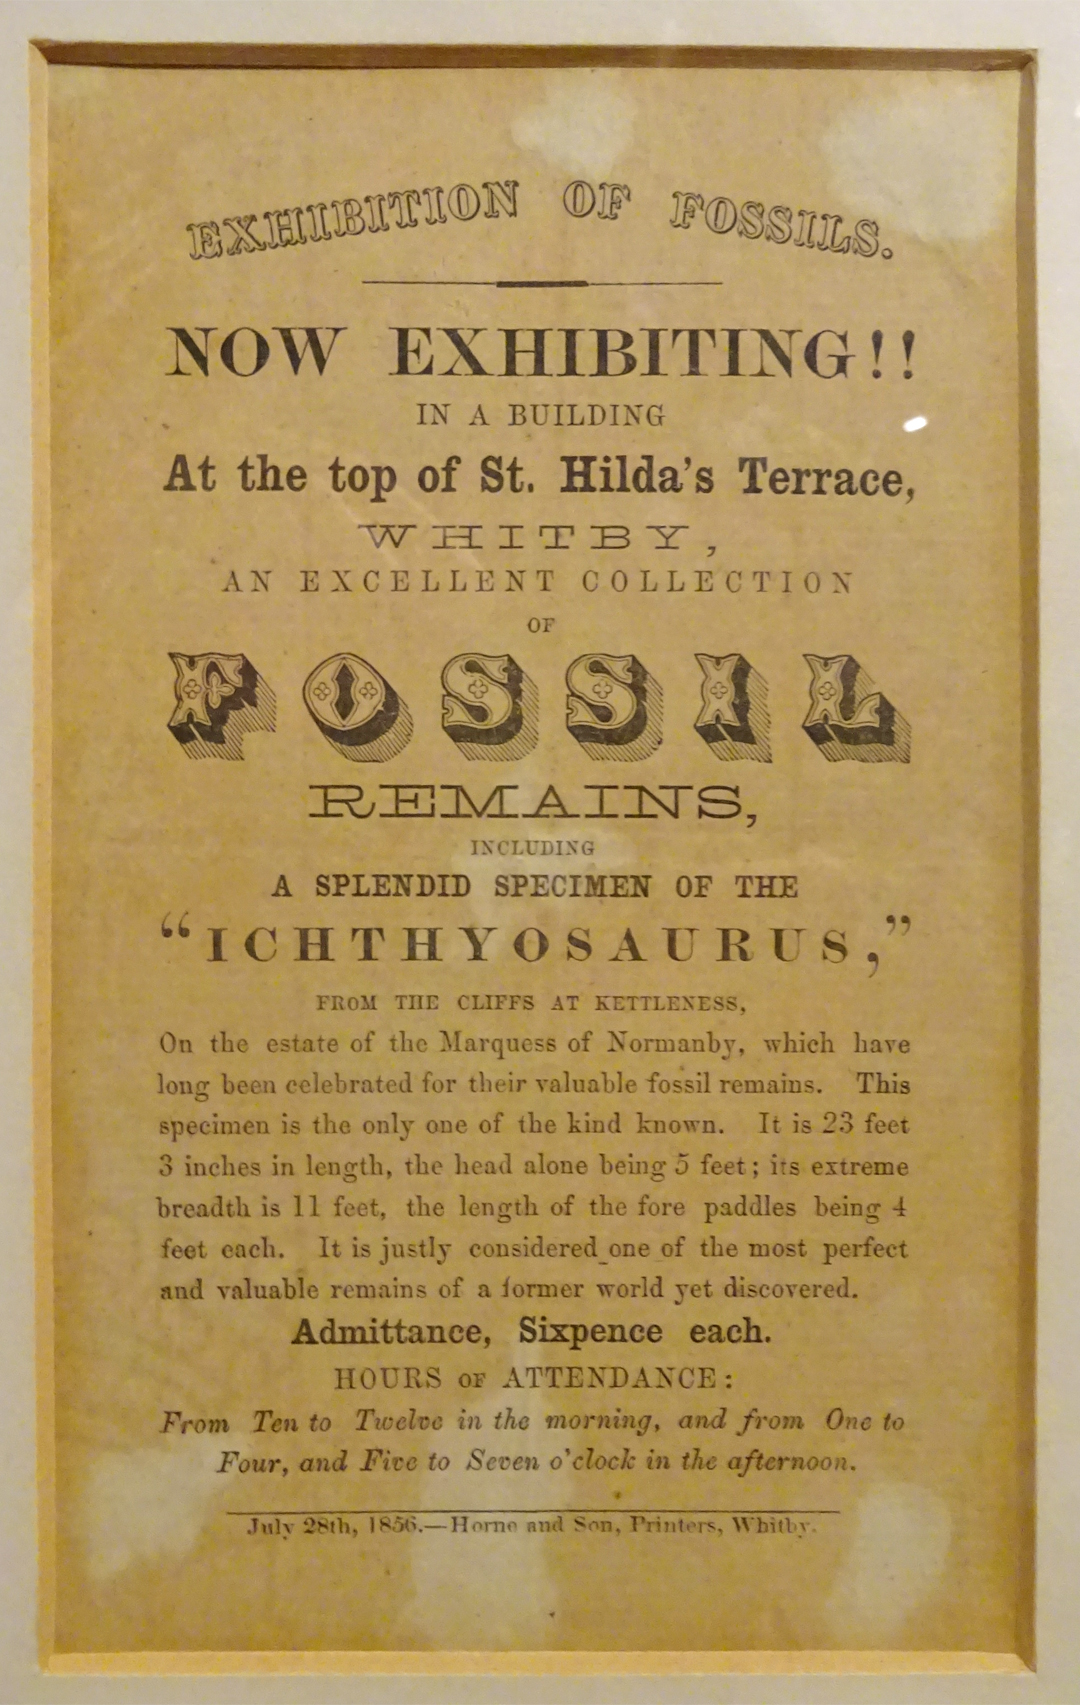 EXHIBITION OF FOSSILS.
NOW EXHIBITING!!
IN A BUILDING
At the top of St. Hilda's Terrace,
WHITBY,
AN EXCELLENT COLLECTION
OF
FOSSIL
REMAINS,
INCLUDING
A SPLENDID SPECIMEN OF THE
“ICHTHYOSAURUS,”
FROM THE CLIFFS AT KETTLENESS,
On the estate of the Marquess of Normanby, which have
long been celebrated for their valuable fossil remains. This
specimen is the only one of the kind known. It is 23 feet
3 inches in length, the head alone being 5 feet; its extreme
breadth is 11 feet, the length of the fore paddles being 4
feet each. It is justly considered one of the most perfect
and valuable remains of a former world yet discovered.
Admittance, Sixpence each.
HOURS OF ATTENDANCE:
From Ten to Twelve in the morning, and from One to
Four, and Five to Seven o'clock in the afternoon.
July 28th, 1856.—Horne and Son, Printers, Whitby.